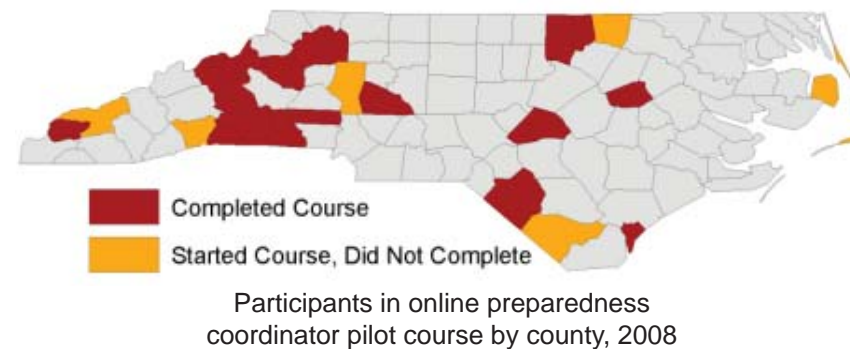 Completed Course
Started Course, Did Not Complete
Participants in online preparedness
coordinator pilot course by county, 2008